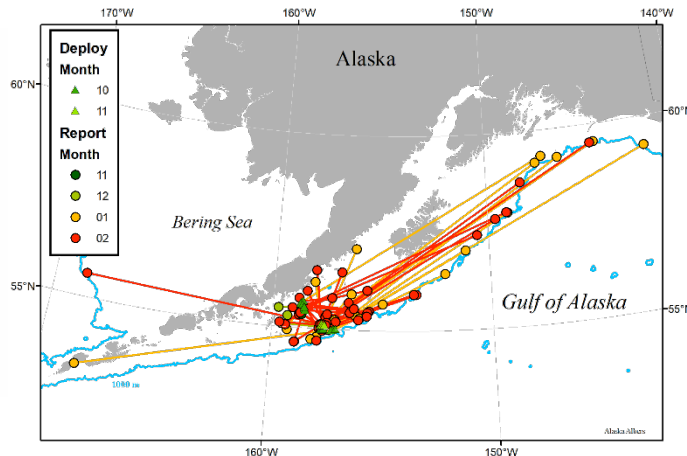 170°W
160°W
150°W
140°W
Deploy
Month
10
11
Report
Month
11
12
01
02
Alaska
60°N
60°N
Bering Sea
55°N
55°N
Gulf of Alaska
1000 m
Alaska Albers
160°W
150°W